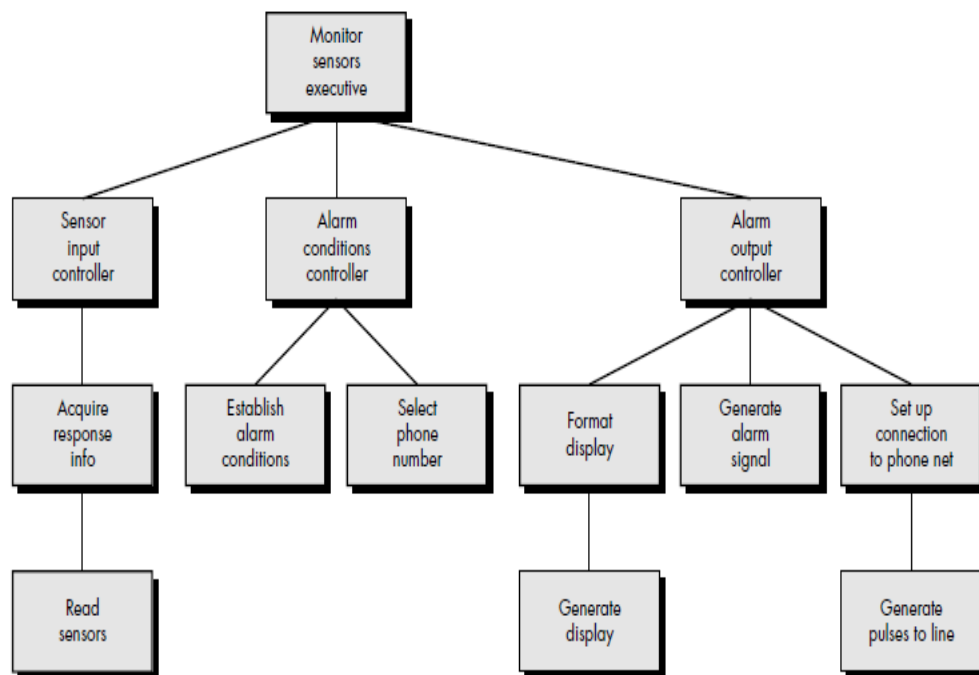 Monitor
sensors
executive
Sensor
input
controller
Alarm
conditions
controller
Alarm
output
controller
Acquire
response
info
Establish
alarm
conditions
Select
phone
number
Format
display
Generate
alarm
signal
Set up
connection
to phone net
Read
sensors
Generate
display
Generate
pulses to line